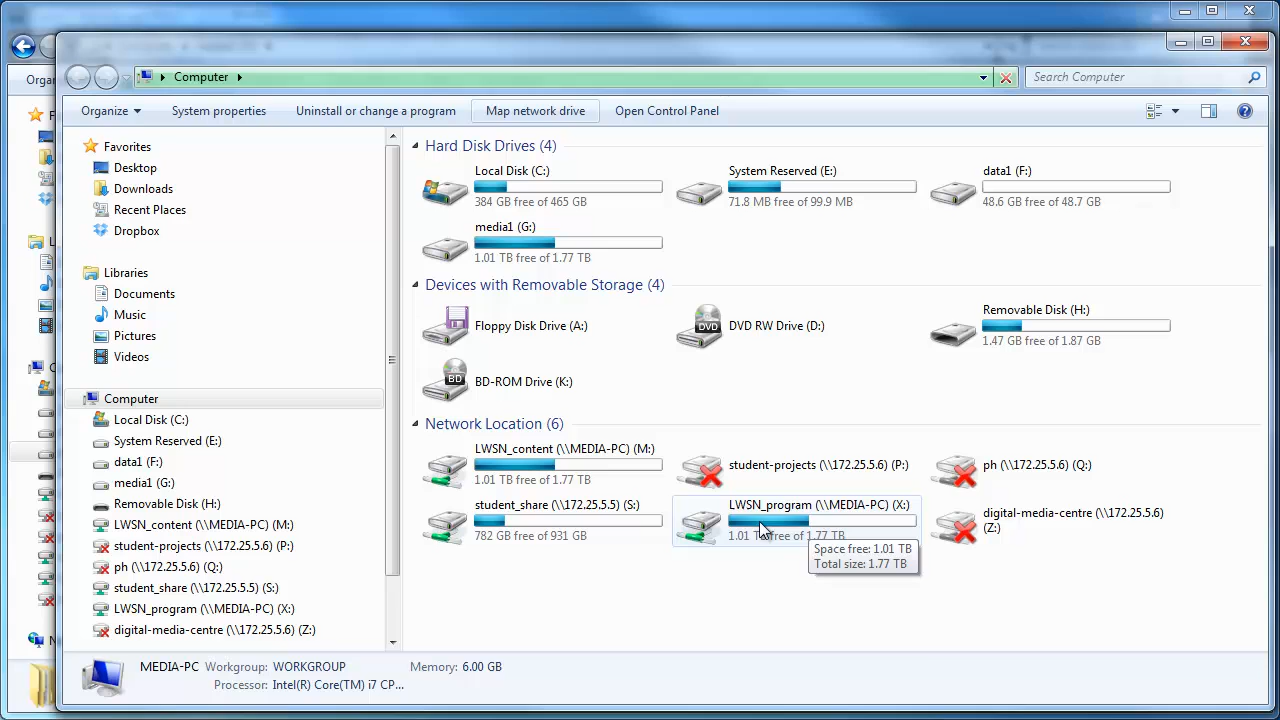 Computer
Search Computer
Organize
System properties
Uninstall or change a program
Map network drive
Open Control Panel
Favorites
Desktop
Downloads
Recent Places
Dropbox
Libraries
Documents
Music
Pictures
Videos
Computer
Local Disk (C:)
System Reserved (E:)
data1 (F:)
media1 (G:)
Removable Disk (H:)
LWSN_content (\\MEDIA-PC) (M:)
student-projects (\\172.25.5.6) (P:)
ph (\\172.25.5.6) (Q:)
student_share (\\172.25.5.5) (S:)
LWSN_program (\\MEDIA-PC) (X:)
digital-media-centre (\\172.25.5.6) (Z:)
Hard Disk Drives (4)
Local Disk (C:)
384 GB free of 465 GB
System Reserved (E:)
71.8 MB free of 99.9 MB
data1 (F:)
48.6 GB free of 48.7 GB
media1 (G:)
1.01 TB free of 1.77 TB
Devices with Removable Storage (4)
Floppy Disk Drive (A:)
DVD
DVD RW Drive (D:)
Removable Disk (H:)
1.47 GB free of 1.87 GB
BD
BD-ROM Drive (K:)
Network Location (6)
LWSN_content (\\MEDIA-PC) (M:)
1.01 TB free of 1.77 TB
student-projects (\\172.25.5.6) (P:)
ph (\\172.25.5.6) (Q:)
student_share (\\172.25.5.5) (S:)
782 GB free of 931 GB
LWSN_program (\\MEDIA-PC) (X:)
1.01 T free of 1.77 TB
Space free: 1.01 TB
Total size: 1.77 TB
digital-media-centre (\\172.25.5.6)
(Z:)
MEDIA-PC Workgroup: WORKGROUP Memory: 6.00 GB
Processor: Intel(R) Core(TM) i7 CP...